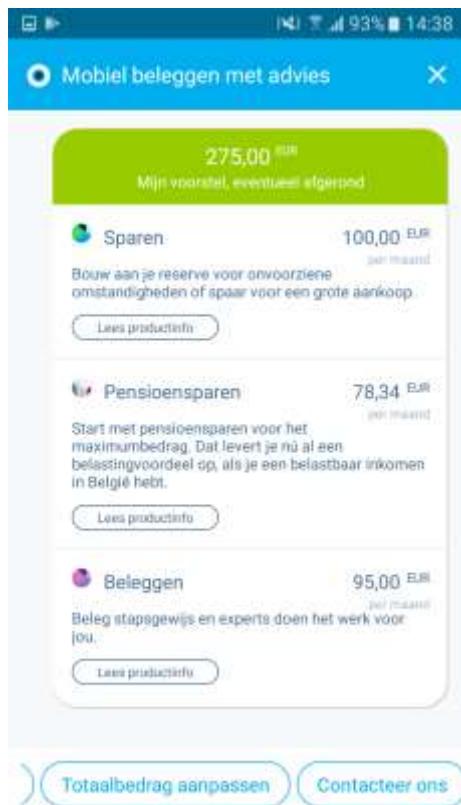 93% 14:38
Mobiel beleggen met advies
275,00 EUR
Mijn voorstel, eventueel afgerond
Sparen 100,00 EUR
per maand
Bouw aan je reserve voor onvoorziene
omstandigheden of spaar voor een grote aankoop.
Lees productinfo
Pensioensparen 78,34 EUR
per maand
Start met pensioensparen voor het
maximumbedrag. Dat levert je nú al een
belastingvoordeel op, als je een belastbaar inkomen
in België hebt.
Lees productinfo
Beleggen 95,00 EUR
per maand
Beleg stapsgewijs en experts doen het werk voor
jou.
Lees productinfo
Totaalbedrag aanpassen Contacteer ons